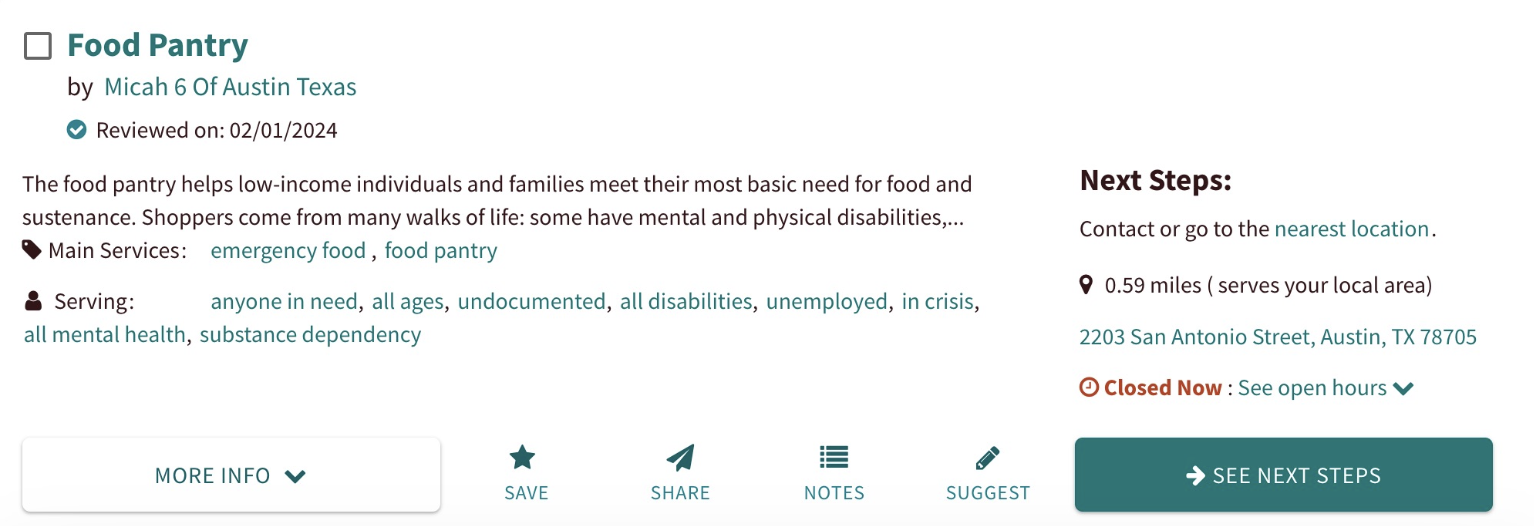 Food Pantry
by Micah 6 Of Austin Texas
Reviewed on: 02/01/2024
The food pantry helps low-income individuals and families meet their most basic need for food and
sustenance. Shoppers come from many walks of life: some have mental and physical disabilities,...
Main Services: emergency food , food pantry
Serving: anyone in need, all ages, undocumented, all disabilities, unemployed, in crisis,
all mental health, substance dependency
Next Steps:
Contact or go to the nearest location.
0.59 miles ( serves your local area)
2203 San Antonio Street, Austin, TX 78705
Closed Now : See open hours
MORE INFO
SAVE
SHARE
NOTES
SUGGEST
SEE NEXT STEPS